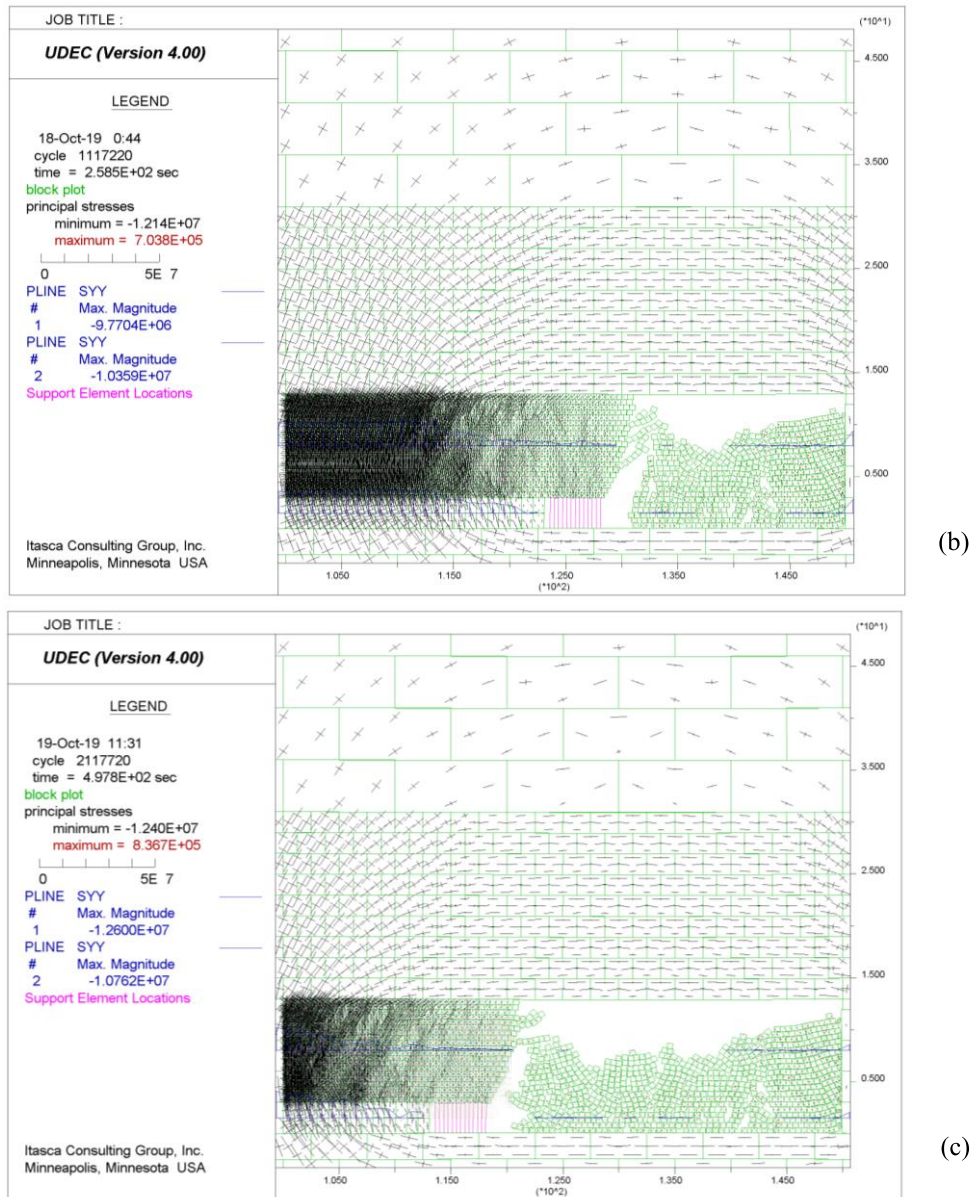 JOB TITLE :
(*10^1)
UDEC (Version 4.00)
LEGEND
18-Oct-19 0:44
cycle 1117220
time = 2.585E+02 sec
block plot
principal stresses
minimum = -1.214E+07
maximum = 7.038E+05
0 5E 7
PLINE SYY
# Max. Magnitude
1 -9.7704E+06
PLINE SYY
# Max. Magnitude
2 -1.0359E+07
Support Element Locations
Itasca Consulting Group, Inc.
Minneapolis, Minnesota USA
4.500
3.500
2.500
1.500
0.500
1.050 1.150 1.250 1.350 1.450
(*10^2)
(b)
JOB TITLE :
(*10^1)
UDEC (Version 4.00)
LEGEND
19-Oct-19 11:31
cycle 2117720
time = 4.978E+02 sec
block plot
principal stresses
minimum = -1.240E+07
maximum = 8.367E+05
0 5E 7
PLINE SYY
# Max. Magnitude
1 -1.2600E+07
PLINE SYY
# Max. Magnitude
2 -1.0762E+07
Support Element Locations
Itasca Consulting Group, Inc.
Minneapolis, Minnesota USA
4.500
3.500
2.500
1.500
0.500
1.050 1.150 1.250 1.350 1.450
(*10^2)
(c)